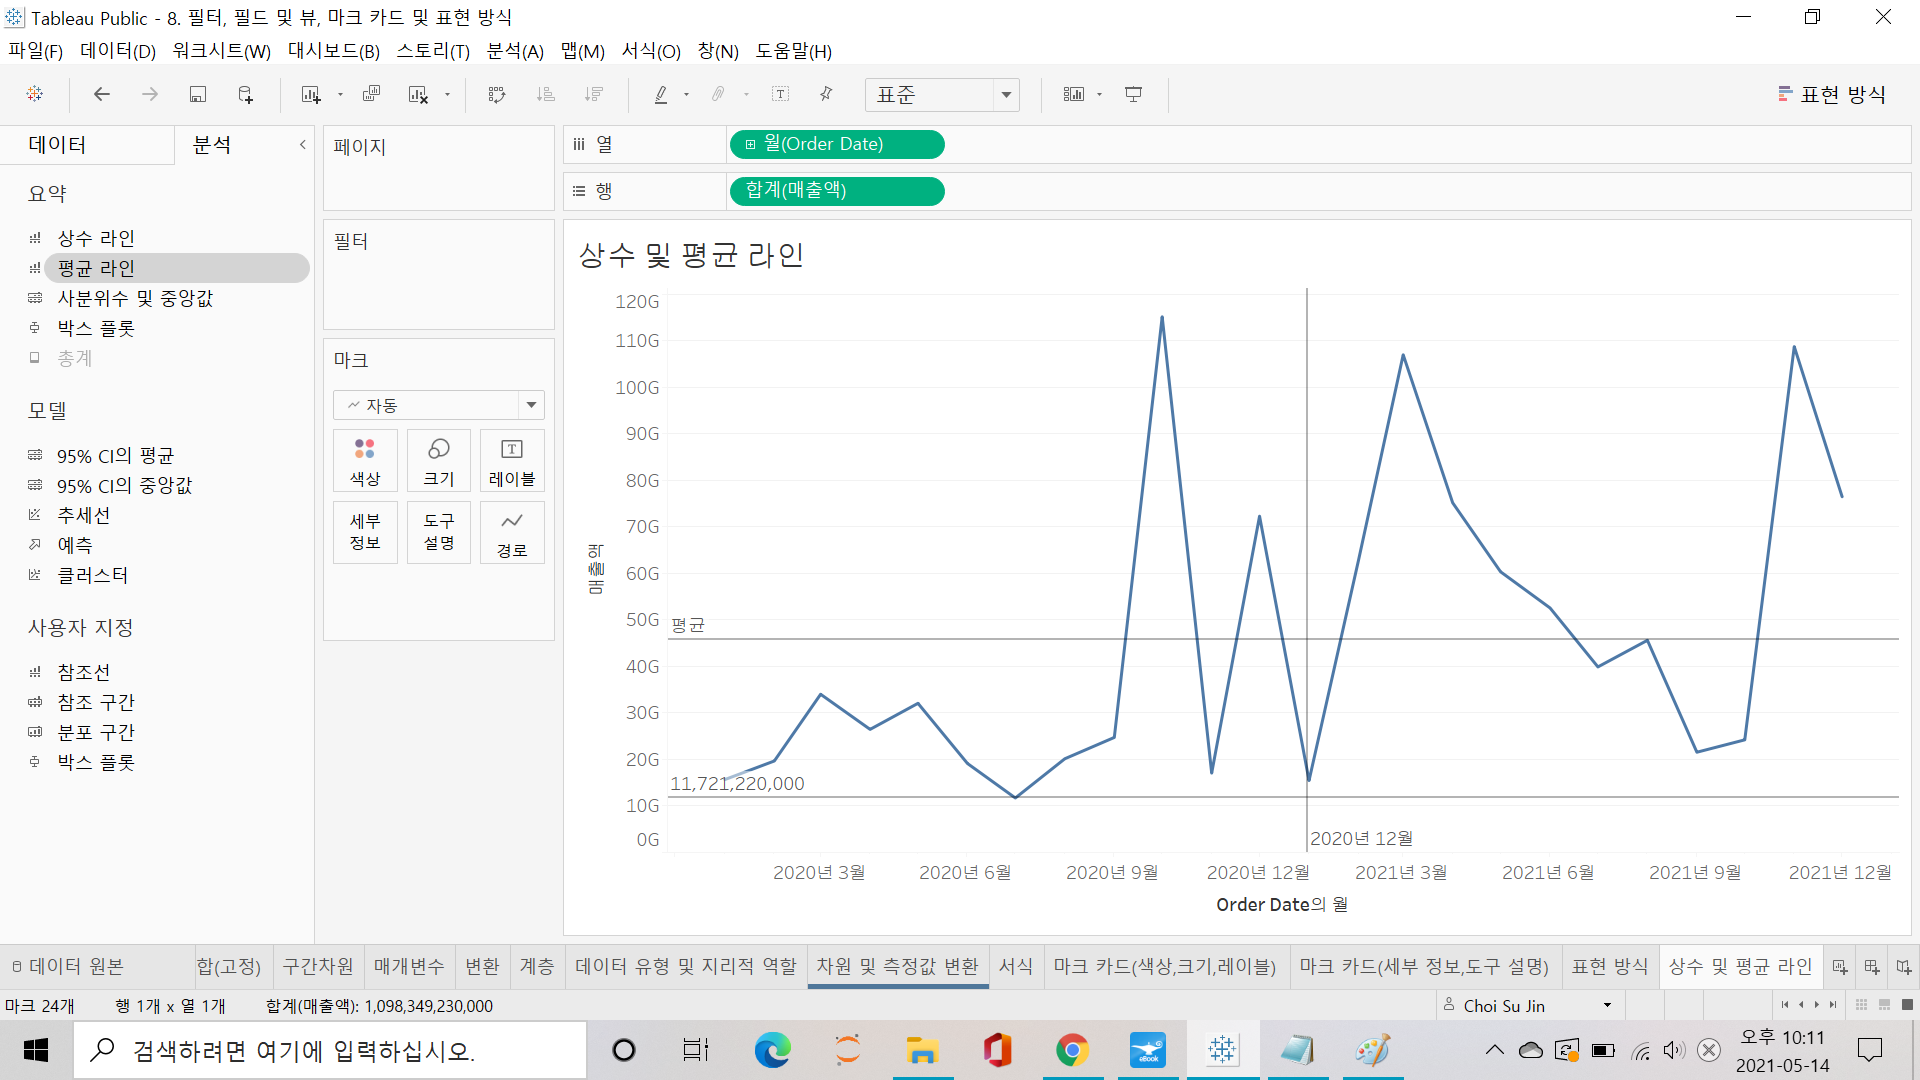 Tableau Public - 8. 필터, 필드 및 뷰, 마크 카드 및 표현 방식
파일(F) 데이터(D) 워크시트(W) 대시보드(B) 스토리(T) 분석(A) 맵(M) 서식(O) 창(N) 도움말(H)
표준
표현 방식
데이터
분석
요약
상수 라인
평균 라인
사분위수 및 중앙값
박스 플롯
총계
모델
95% CI의 평균
95% CI의 중앙값
추세선
예측
클러스터
사용자 지정
참조선
참조 구간
분포 구간
박스 플롯
페이지
필터
마크
자동
색상
크기
레이블
세부
정보
도구
설명
경로
열
월(Order Date)
행
합계(매출액)
상수 및 평균 라인
120G
110G
100G
90G
80G
70G
60G
50G
40G
30G
20G
10G
0G
매출액
평균
11,721,220,000
2020년 12월
2020년 3월
2020년 6월
2020년 9월
2020년 12월
2021년 3월
2021년 6월
2021년 9월
2021년 12월
Order Date의 월
데이터 원본
합(고정)
구간차원
매개변수
변환
계층
데이터 유형 및 지리적 역할
차원 및 측정값 변환
서식
마크 카드(색상,크기,레이블)
마크 카드(세부 정보,도구 설명)
표현 방식
상수 및 평균 라인
마크 24개
행 1개 x 열 1개
합계(매출액): 1,098,349,230,000
Choi Su Jin
검색하려면 여기에 입력하십시오.
eBook
오후 10:11
2021-05-14